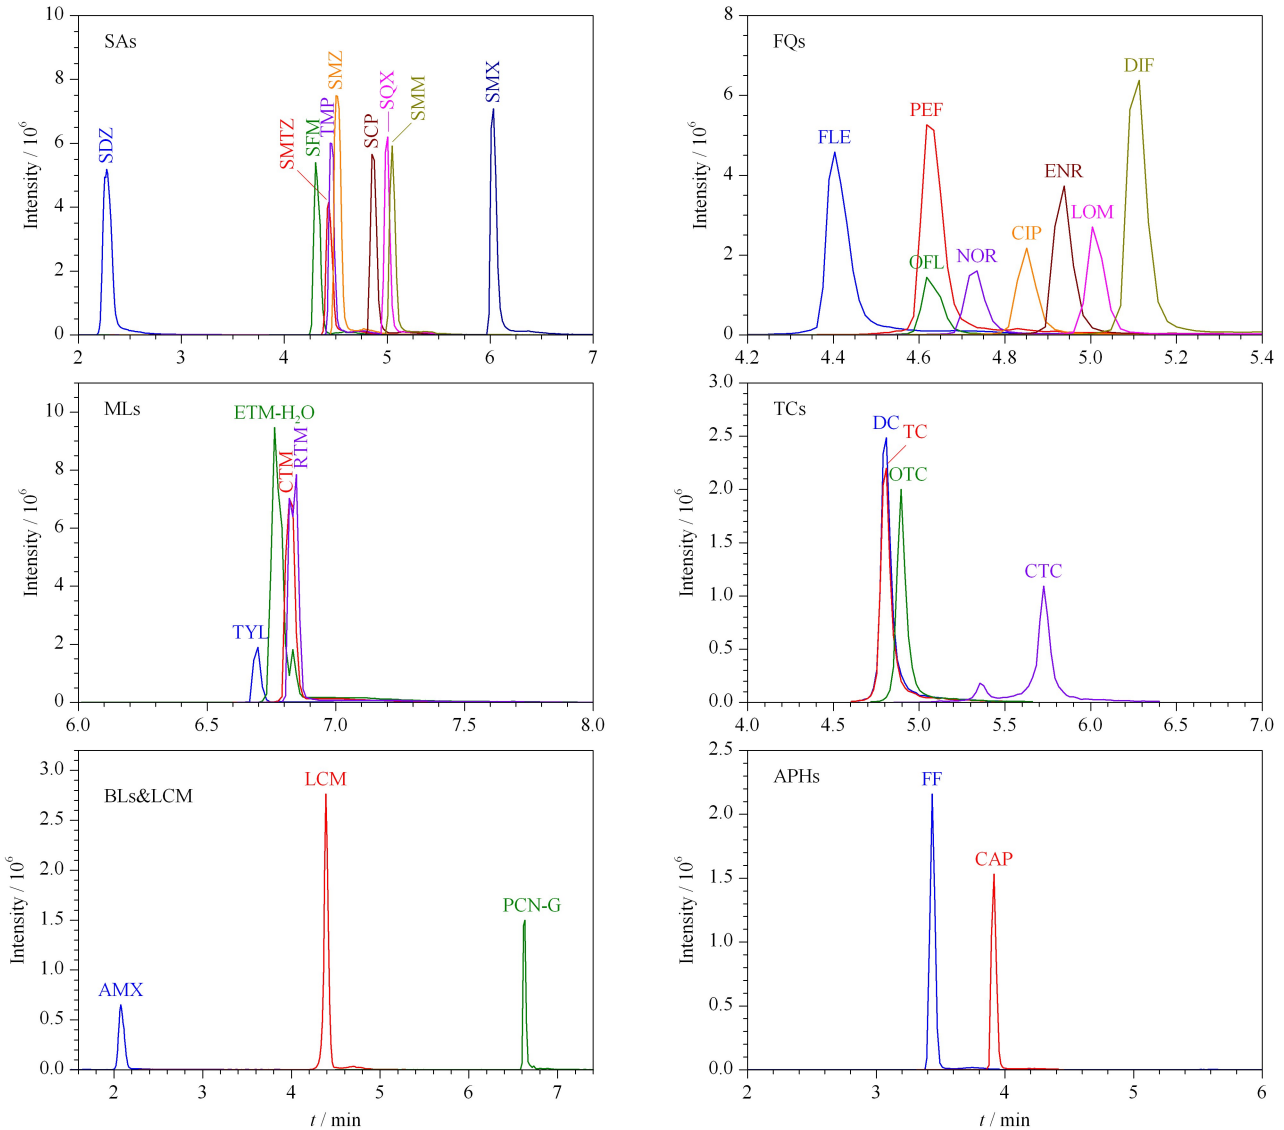 SAs
Intensity / 10⁶
10
8
6
4
2
0
SDZ
SMTZ
SFM
TMP
SMZ
SCP
SQX
SMM
SMX
2
3
4
5
6
7
FQs
Intensity / 10⁶
8
6
4
2
0
FLE
PEF
OFL
NOR
CIP
ENR
LOM
DIF
4.2
4.4
4.6
4.8
5.0
5.2
5.4
MLs
Intensity / 10⁶
10
8
6
4
2
0
TYL
ETM-H₂O
CTM
RTM
6.0
6.5
7.0
7.5
8.0
TCs
Intensity / 10⁶
3.0
2.5
2.0
1.5
1.0
0.5
0.0
DC
TC
OTC
CTC
4.0
4.5
5.0
5.5
6.0
6.5
7.0
BLs&LCM
Intensity / 10⁶
3.0
2.5
2.0
1.5
1.0
0.5
0.0
AMX
LCM
PCN-G
2
3
4
5
6
7
t / min
APHs
Intensity / 10⁶
2.5
2.0
1.5
1.0
0.5
0.0
FF
CAP
2
3
4
5
6
t / min